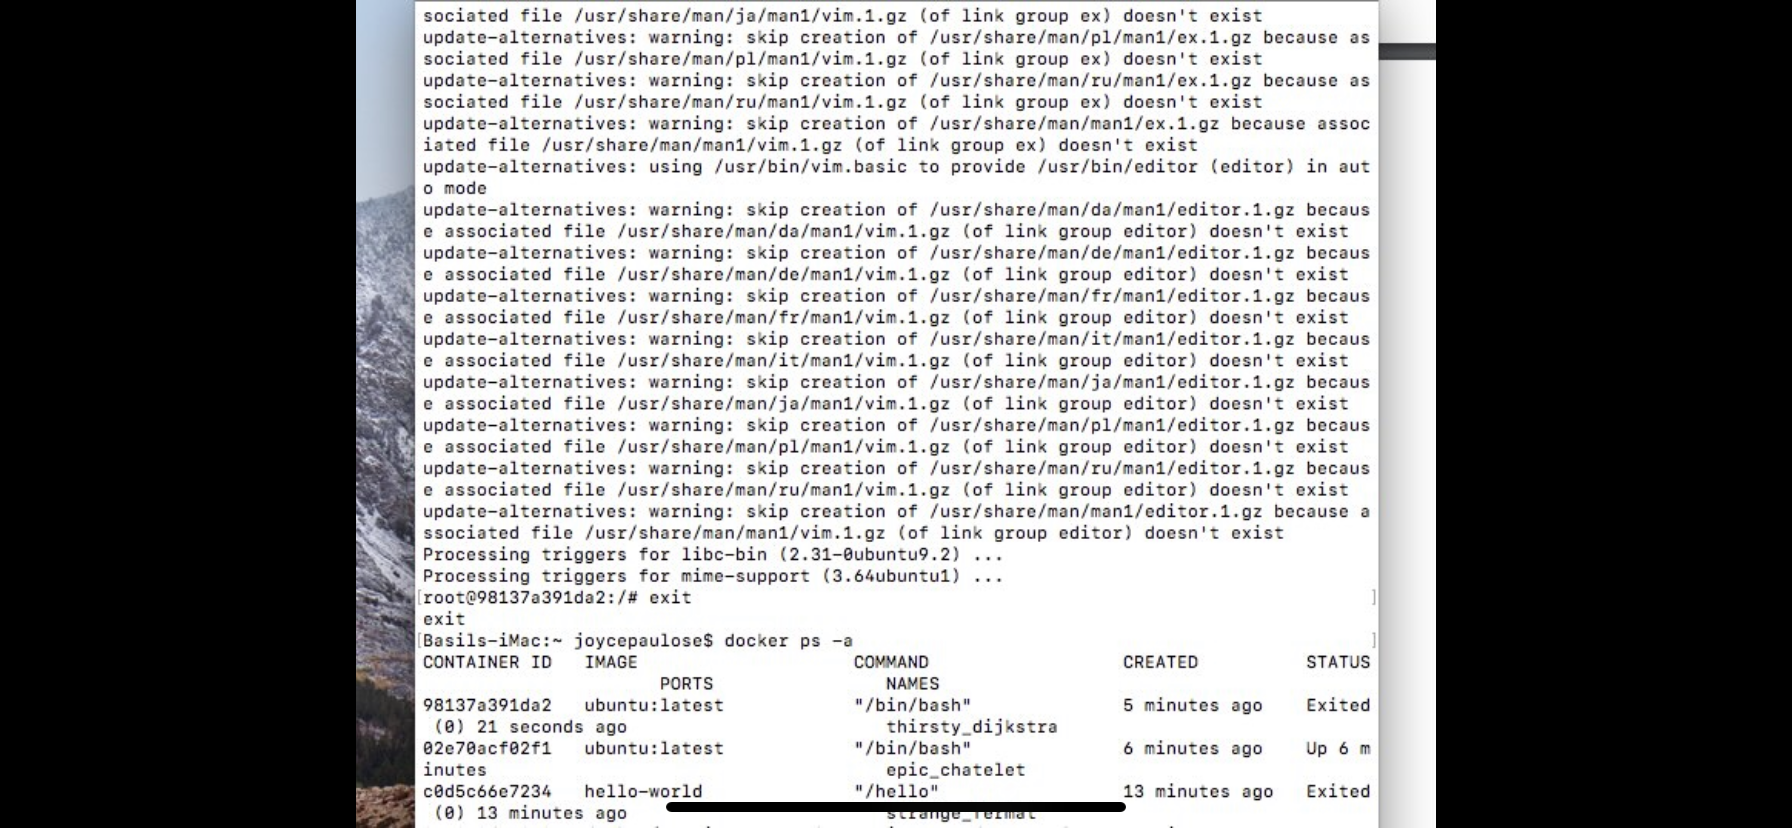 sociated file /usr/share/man/ja/man1/vim.1.gz (of link group ex) doesn't exist
update-alternatives: warning: skip creation of /usr/share/man/pl/man1/ex.1.gz because as
sociated file /usr/share/man/pl/man1/vim.1.gz (of link group ex) doesn't exist
update-alternatives: warning: skip creation of /usr/share/man/ru/man1/ex.1.gz because as
sociated file /usr/share/man/ru/man1/vim.1.gz (of link group ex) doesn't exist
update-alternatives: warning: skip creation of /usr/share/man/man1/ex.1.gz because assoc
iated file /usr/share/man/man1/vim.1.gz (of link group ex) doesn't exist
update-alternatives: using /usr/bin/vim.basic to provide /usr/bin/editor (editor) in aut
o mode
update-alternatives: warning: skip creation of /usr/share/man/da/man1/editor.1.gz becaus
e associated file /usr/share/man/da/man1/vim.1.gz (of link group editor) doesn't exist
update-alternatives: warning: skip creation of /usr/share/man/de/man1/editor.1.gz becaus
e associated file /usr/share/man/de/man1/vim.1.gz (of link group editor) doesn't exist
update-alternatives: warning: skip creation of /usr/share/man/fr/man1/editor.1.gz becaus
e associated file /usr/share/man/fr/man1/vim.1.gz (of link group editor) doesn't exist
update-alternatives: warning: skip creation of /usr/share/man/it/man1/editor.1.gz becaus
e associated file /usr/share/man/it/man1/vim.1.gz (of link group editor) doesn't exist
update-alternatives: warning: skip creation of /usr/share/man/ja/man1/editor.1.gz becaus
e associated file /usr/share/man/ja/man1/vim.1.gz (of link group editor) doesn't exist
update-alternatives: warning: skip creation of /usr/share/man/pl/man1/editor.1.gz becaus
e associated file /usr/share/man/pl/man1/vim.1.gz (of link group editor) doesn't exist
update-alternatives: warning: skip creation of /usr/share/man/ru/man1/editor.1.gz becaus
e associated file /usr/share/man/ru/man1/vim.1.gz (of link group editor) doesn't exist
update-alternatives: warning: skip creation of /usr/share/man/man1/editor.1.gz because a
ssociated file /usr/share/man/man1/vim.1.gz (of link group editor) doesn't exist
Processing triggers for libc-bin (2.31-0ubuntu9.2) ...
Processing triggers for mime-support (3.64ubuntu1) ...
[root@98137a391da2:/# exit ]
exit
[Basils-iMac:~ joycepaulose$ docker ps -a ]
CONTAINER ID IMAGE COMMAND CREATED STATUS
PORTS NAMES
98137a391da2 ubuntu:latest "/bin/bash" 5 minutes ago Exited
(0) 21 seconds ago thirsty_dijkstra
02e70acf02f1 ubuntu:latest "/bin/bash" 6 minutes ago Up 6 m
inutes epic_chatelet
c0d5c66e7234 hello-world "/hello" 13 minutes ago Exited
(0) 13 minutes ago strange_fermat